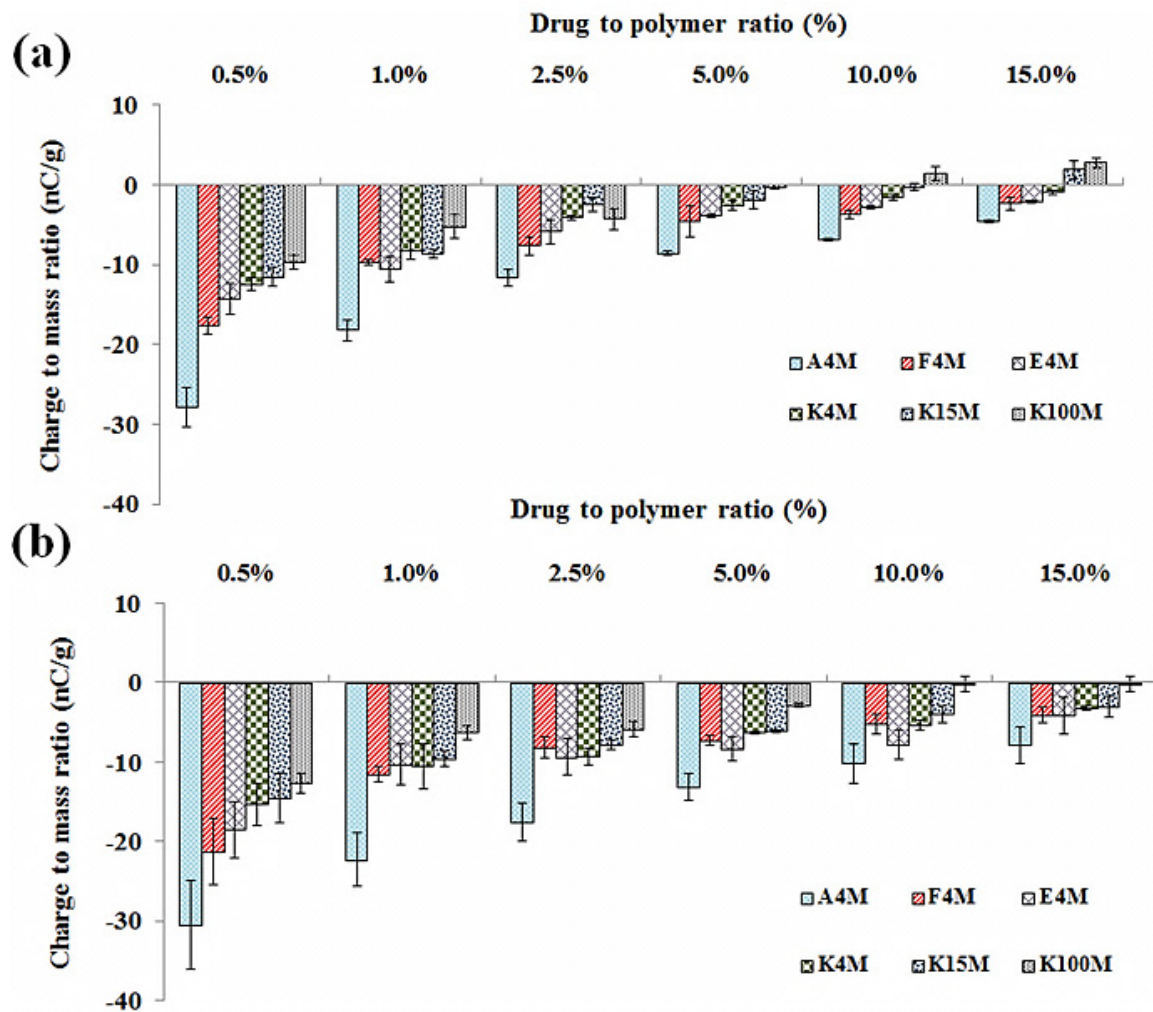 Drug to polymer ratio (%)
(a)
0.5% 1.0% 2.5% 5.0% 10.0% 15.0%
Charge to mass ratio (nC/g)
10
0
-10
-20
-30
-40
A4M F4M E4M
K4M K15M K100M
Drug to polymer ratio (%)
(b)
0.5% 1.0% 2.5% 5.0% 10.0% 15.0%
Charge to mass ratio (nC/g)
10
0
-10
-20
-30
-40
A4M F4M E4M
K4M K15M K100M